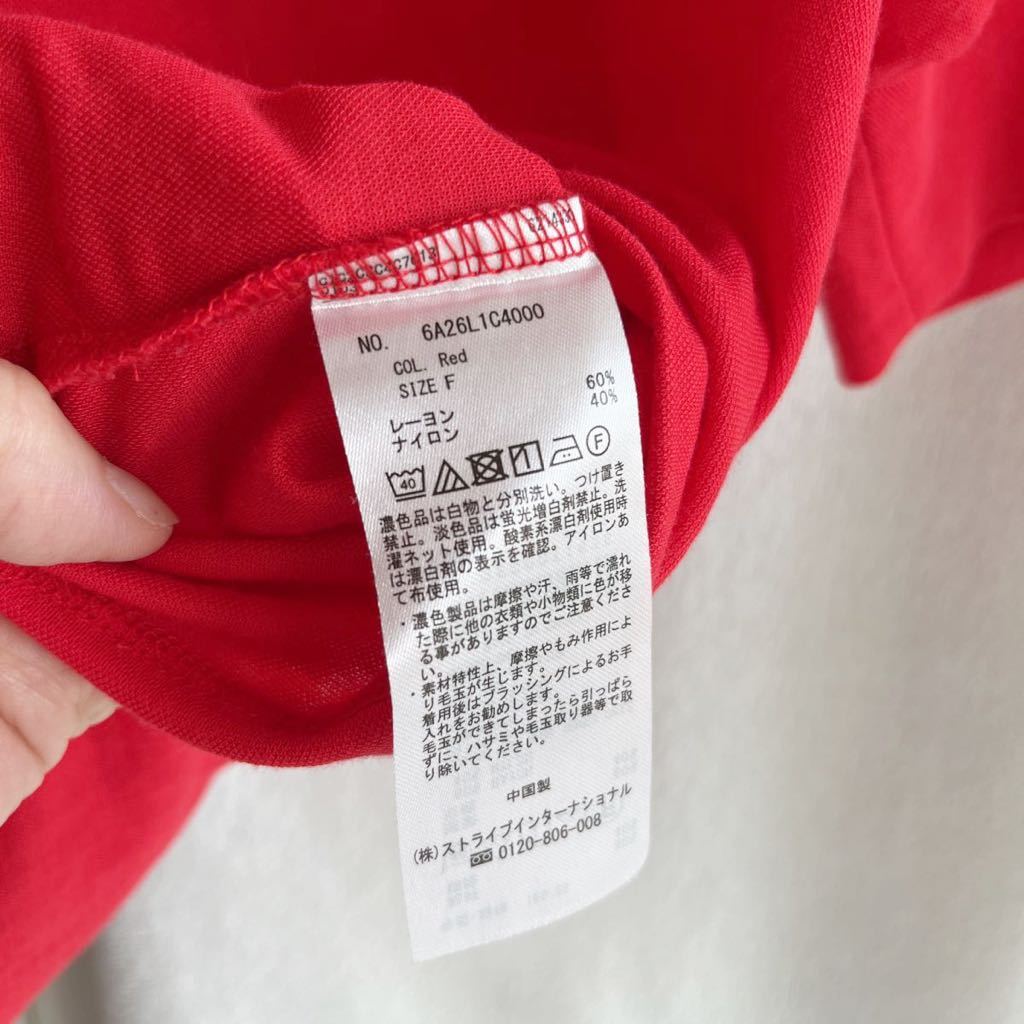 NO. 6A26L1C4000
COL. Red
SIZE F
レーヨン 60%
ナイロン 40%
40 F
濃色品は白物と分別洗い。つけ置き
禁止。淡色品は蛍光増白剤禁止。洗
濯ネット使用。酸素系漂白剤使用時
は漂白剤の表示を確認。アイロンあ
て布使用。
・濃色製品は摩擦や汗、雨等で濡れ
た際に他の衣類や小物類に色が移
る事がありますのでご注意くださ
い。
・素材特性上、摩擦やもみ作用によ
り毛玉が生じます。
着用後はブラッシングによるお手
入れをお勧めします。
毛玉ができてしまったら引っぱら
ずに、ハサミや毛玉取り器等で取
り除いてください。
中国製
(株)ストライプインターナショナル
0120-806-008